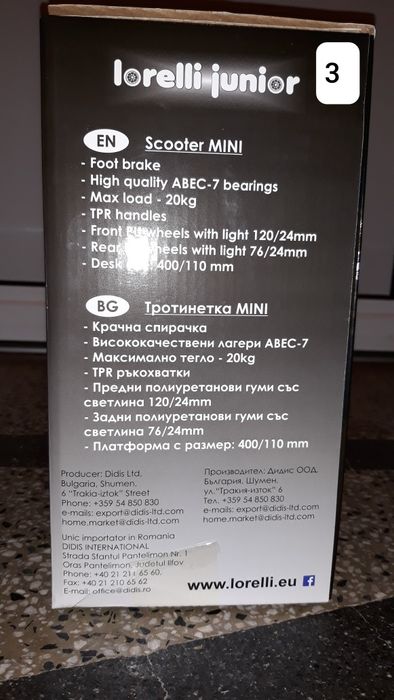 lorelli junior
3
EN Scooter MINI
- Foot brake
- High quality ABEC-7 bearings
- Max load - 20kg
- TPR handles
- Front wheels with light 120/24mm
- Rear wheels with light 76/24mm
- Desk 400/110 mm
BG Тротинетка MINI
- Крачна спирачка
- Висококачествени лагери ABEC-7
- Максимално тегло - 20kg
- TPR ръкохватки
- Предни полиуретанови гуми със
светлина 120/24mm
- Задни полиуретанови гуми със
светлина 76/24mm
- Платформа с размер: 400/110 mm
Producer: Didis Ltd,
Bulgaria, Shumen,
6 "Trakia-iztok" Street
Phone: +359 54 850 830
e-mails: export@didis-ltd.com
home.market@didis-ltd.com
Производител: Дидис ООД,
България, Шумен,
ул."Тракия-изток" 6
Тел. +359 54 850 830
e-mails: export@didis-ltd.com
home.market@didis-ltd.com
Unic importator in Romania
DIDIS INTERNATIONAL
Strada Sfantul Pantelimon Nr. 1
Oras Pantelimon, Judetul Ilfov
Phone: +40 21 211 65 60,
Fax: +40 21 210 65 62
E-mail: office@didis.ro
www.lorelli.eu f